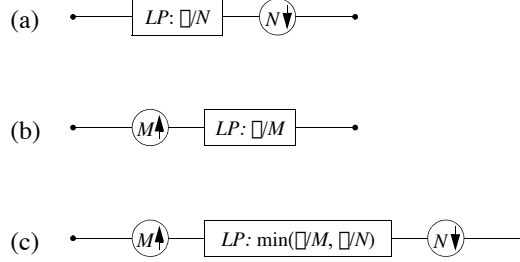 (a) LP: ▯/N N
(b) M LP: ▯/M
(c) M LP: min(▯/M, ▯/N) N